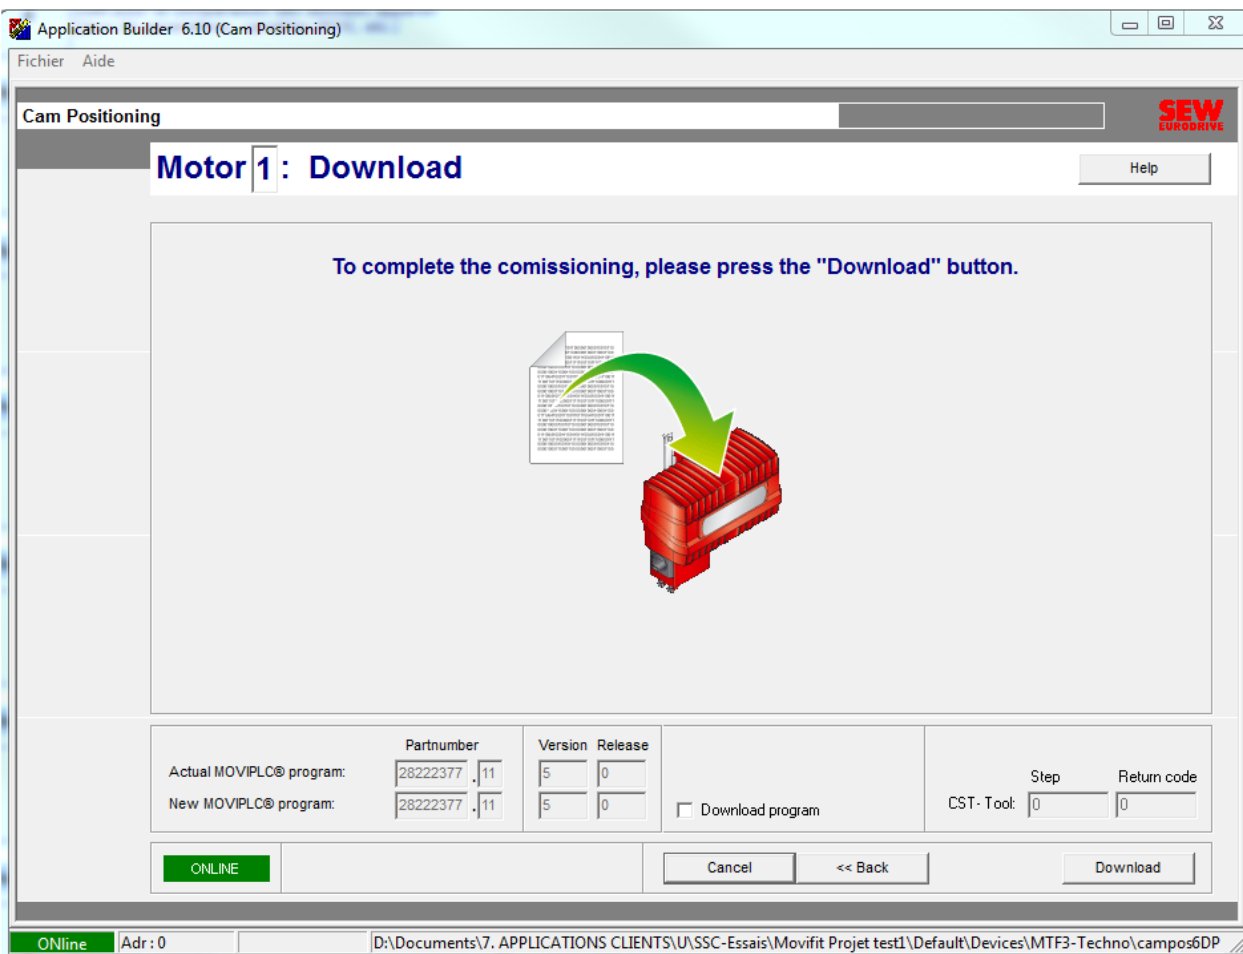 Application Builder 6.10 (Cam Positioning)
Fichier Aide
Cam Positioning
SEW
EURODRIVE
Motor 1 : Download
Help
To complete the comissioning, please press the "Download" button.
Partnumber Version Release
Actual MOVIPLC® program: 28222377 . 11 5 0
Step Return code
New MOVIPLC® program: 28222377 . 11 5 0
Download program
CST-Tool: 0 0
ONLINE
Cancel << Back Download
ONline Adr : 0 D:\Documents\7. APPLICATIONS CLIENTS\U\SSC-Essais\Movifit Projet test1\Default\Devices\MTF3-Techno\campos6DP